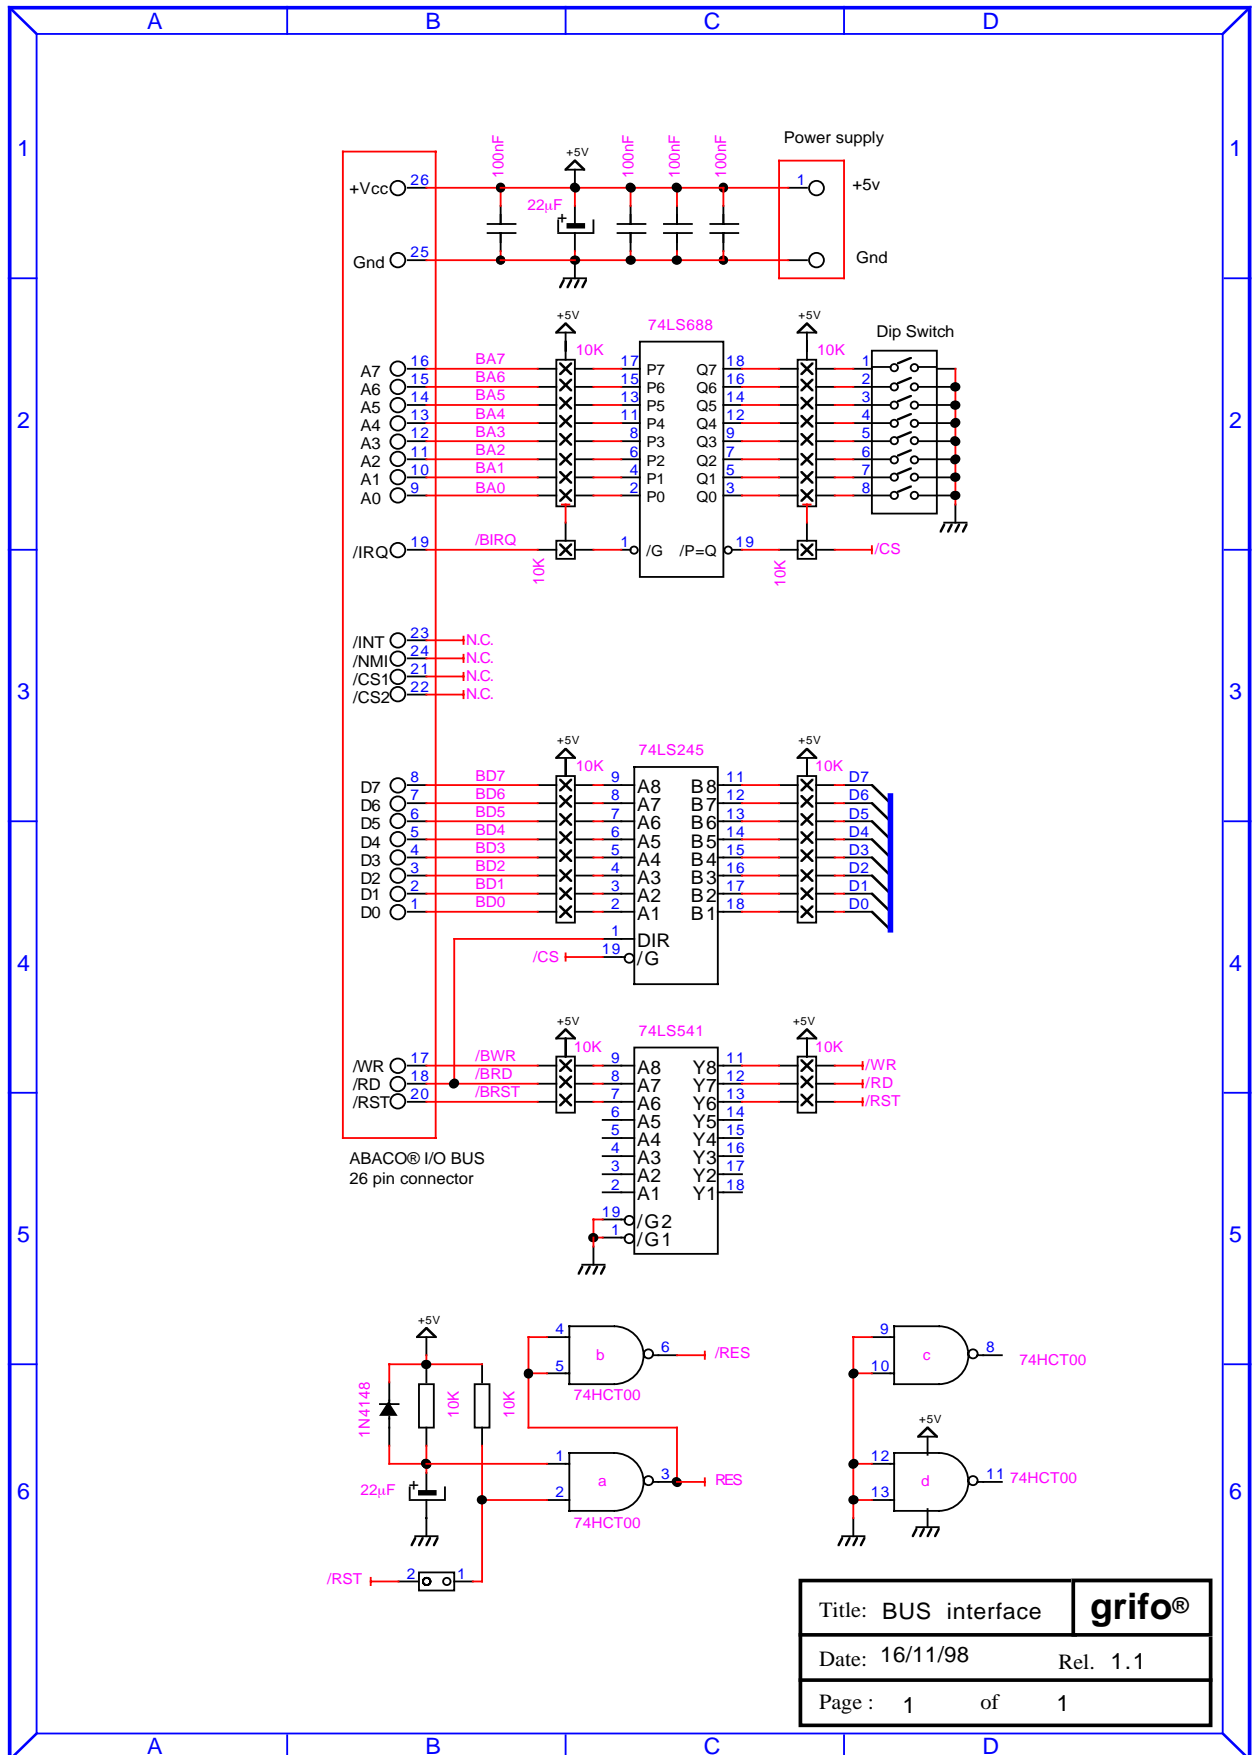 A B C D
1 1
100nF 100nF 100nF 100nF Power supply
+5V
+Vcc 26 1 +5v
22µF +
Gnd 25 Gnd
+5V 74LS688 +5V Dip Switch
10K 10K
A7 16 BA7 17 P7 Q7 18 1
A6 15 BA6 15 P6 Q6 16 2
A5 14 BA5 13 P5 Q5 14 3
2 A4 13 BA4 11 P4 Q4 12 4 2
A3 12 BA3 8 P3 Q3 9 5
A2 11 BA2 6 P2 Q2 7 6
A1 10 BA1 4 P1 Q1 5 7
A0 9 BA0 2 P0 Q0 3 8
/IRQ 19 /BIRQ 1 /G /P=Q 19 /CS
10K 10K
/INT 23 N.C.
/NMI 24 N.C.
/CS1 21 N.C.
/CS2 22 N.C.
3 3
+5V 74LS245 +5V
10K 10K
D7 8 BD7 9 A8 B8 11 D7
D6 7 BD6 8 A7 B7 12 D6
D5 6 BD5 7 A6 B6 13 D5
D4 5 BD4 6 A5 B5 14 D4
D3 4 BD3 5 A4 B4 15 D3
D2 3 BD2 4 A3 B3 16 D2
D1 2 BD1 3 A2 B2 17 D1
D0 1 BD0 2 A1 B1 18 D0
1 DIR
/CS 19 /G
4 4
+5V 74LS541 +5V
10K 10K
/WR 17 /BWR 9 A8 Y8 11 /WR
/RD 18 /BRD 8 A7 Y7 12 /RD
/RST 20 /BRST 7 A6 Y6 13 /RST
6 A5 Y5 14
5 A4 Y4 15
4 A3 Y3 16
3 A2 Y2 17
2 A1 Y1 18
ABACO® I/O BUS
26 pin connector
19 /G2
1 /G1
5 5
+5V
4 5 b 6 /RES
74HCT00
9 10 c 8 74HCT00
1N4148 10K 10K
+5V
1 2 a 3 RES
74HCT00
12 13 d 11 74HCT00
22µF +
6 6
/RST 2 1
Title: BUS interface grifo®
Date: 16/11/98 Rel. 1.1
Page : 1 of 1
A B C D